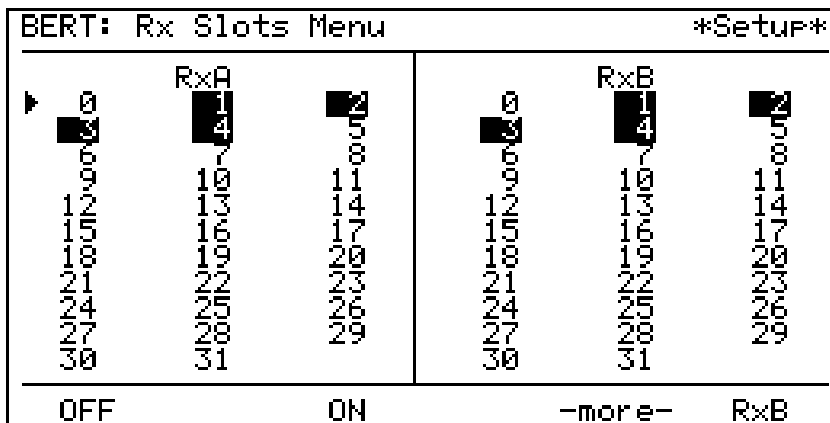 BERT: Rx Slots Menu *Setup*
RxA RxB
0 1 2 0 1 2
3 4 5 3 4 5
6 7 8 6 7 8
9 10 11 9 10 11
12 13 14 12 13 14
15 16 17 15 16 17
18 19 20 18 19 20
21 22 23 21 22 23
24 25 26 24 25 26
27 28 29 27 28 29
30 31 30 31
OFF ON -more- RxB